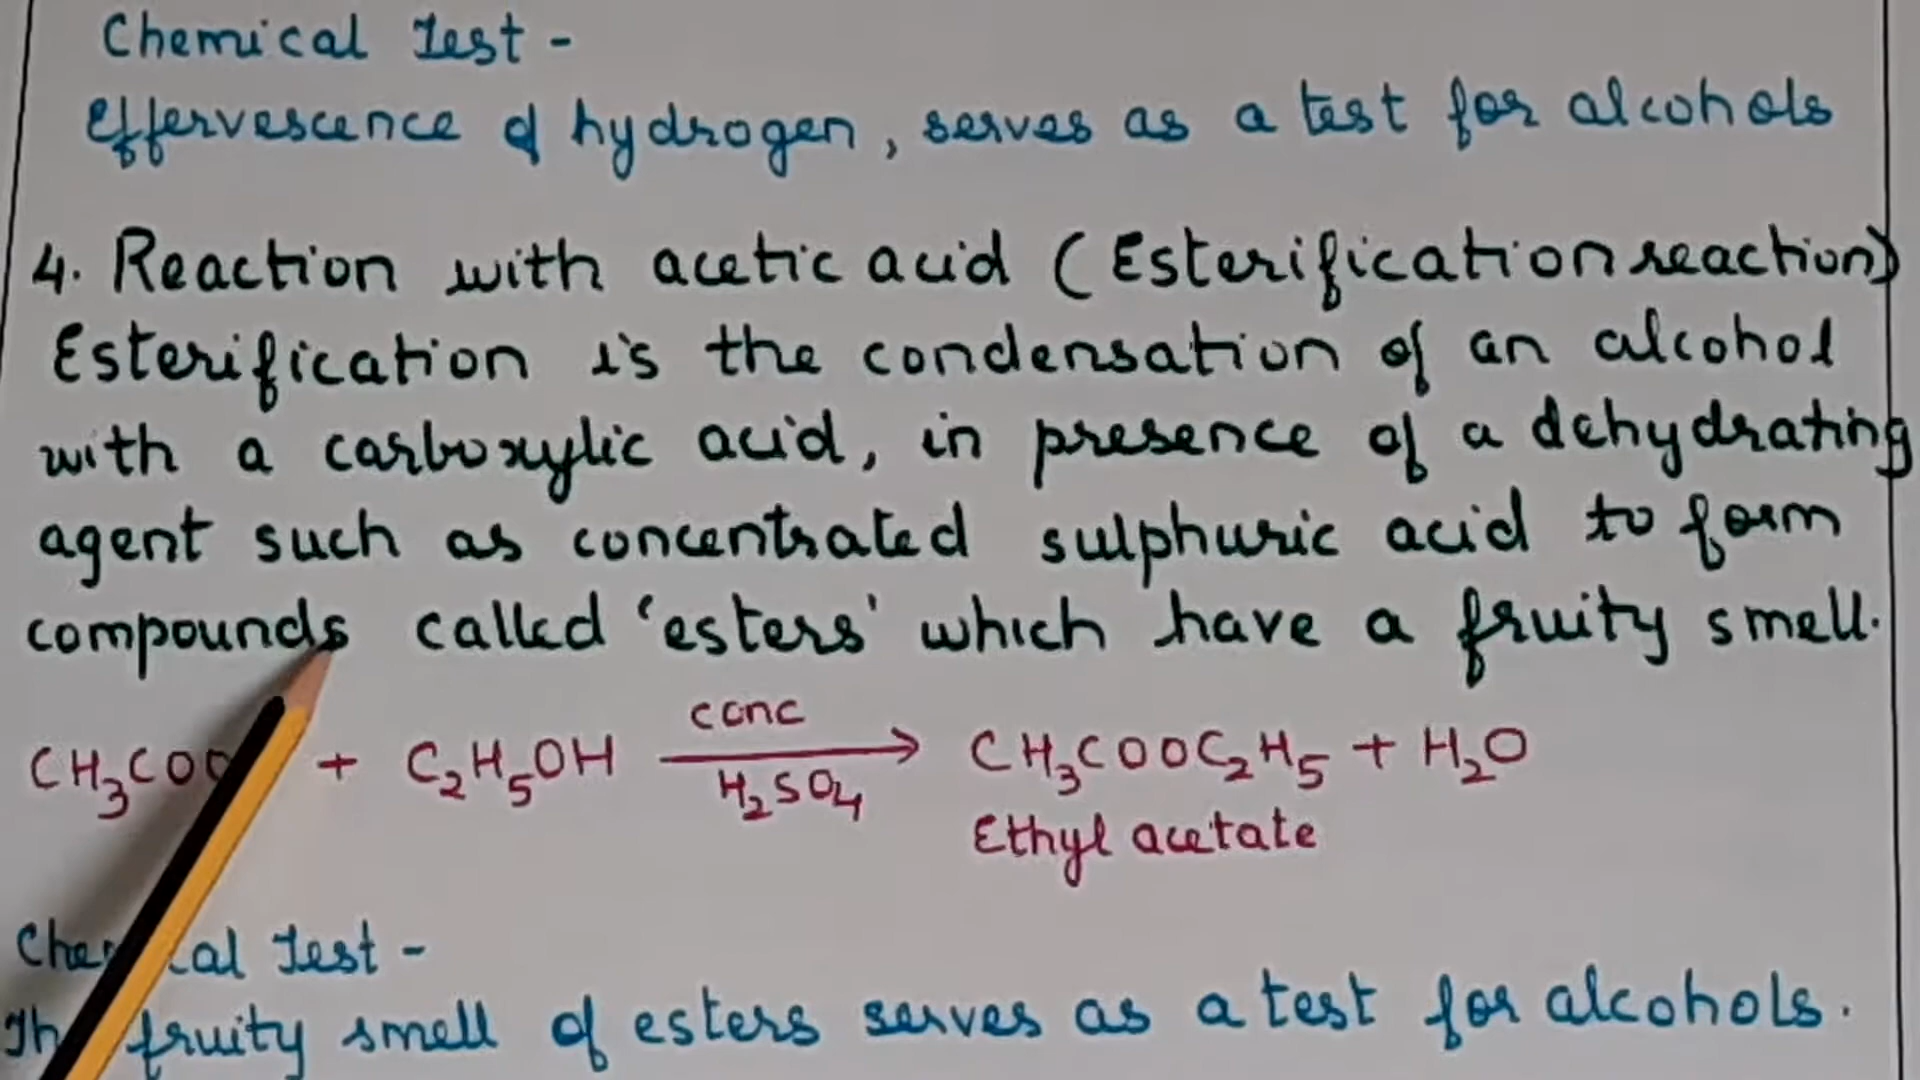 Chemical Test -
Effervescence of hydrogen, serves as a test for alcohols
4. Reaction with acetic acid (Esterification reaction)
Esterification is the condensation of an alcohol
with a carboxylic acid, in presence of a dehydrating
agent such as concentrated sulphuric acid to form
compounds called 'esters' which have a fruity smell.
conc
+ C₂H₅OH → CH₃COOC₂H₅ + H₂O
H₂SO₄
Ethyl acetate
Test -
fruity smell of esters serves as a test for alcohols.